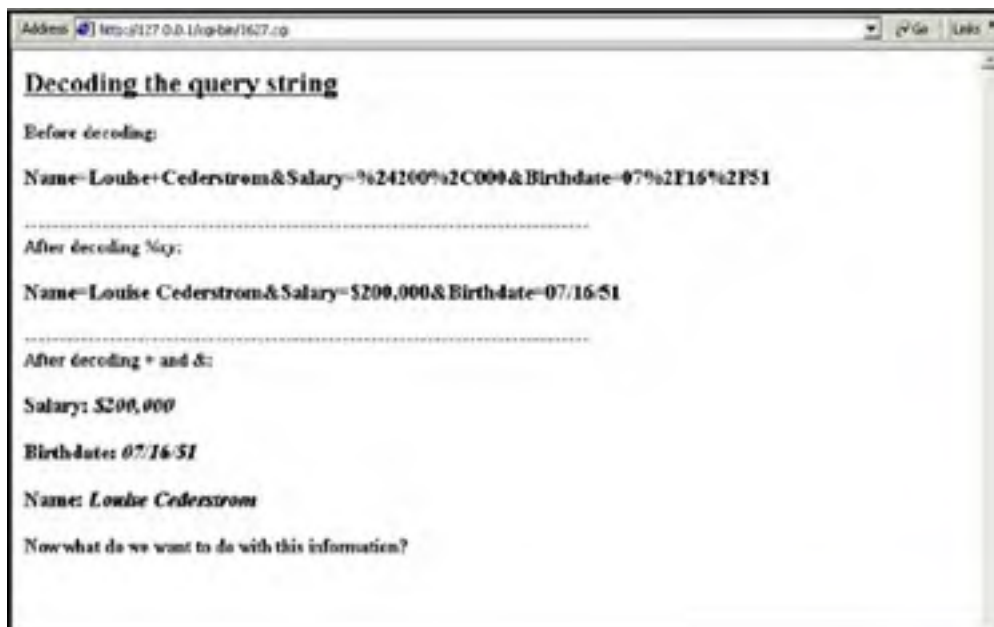 Address http://127.0.0.1/cgi-bin/1627.cgi
Go Links
Decoding the query string
Before decoding:
Name=Louise+Cederstrom&Salary=%24200%2C000&Birthdate=07%2F16%2F51
After decoding %xy:
Name=Louise Cederstrom&Salary=$200,000&Birthdate=07/16/51
After decoding + and &:
Salary: $200,000
Birthdate: 07/16/51
Name: Louise Cederstrom
Now what do we want to do with this information?